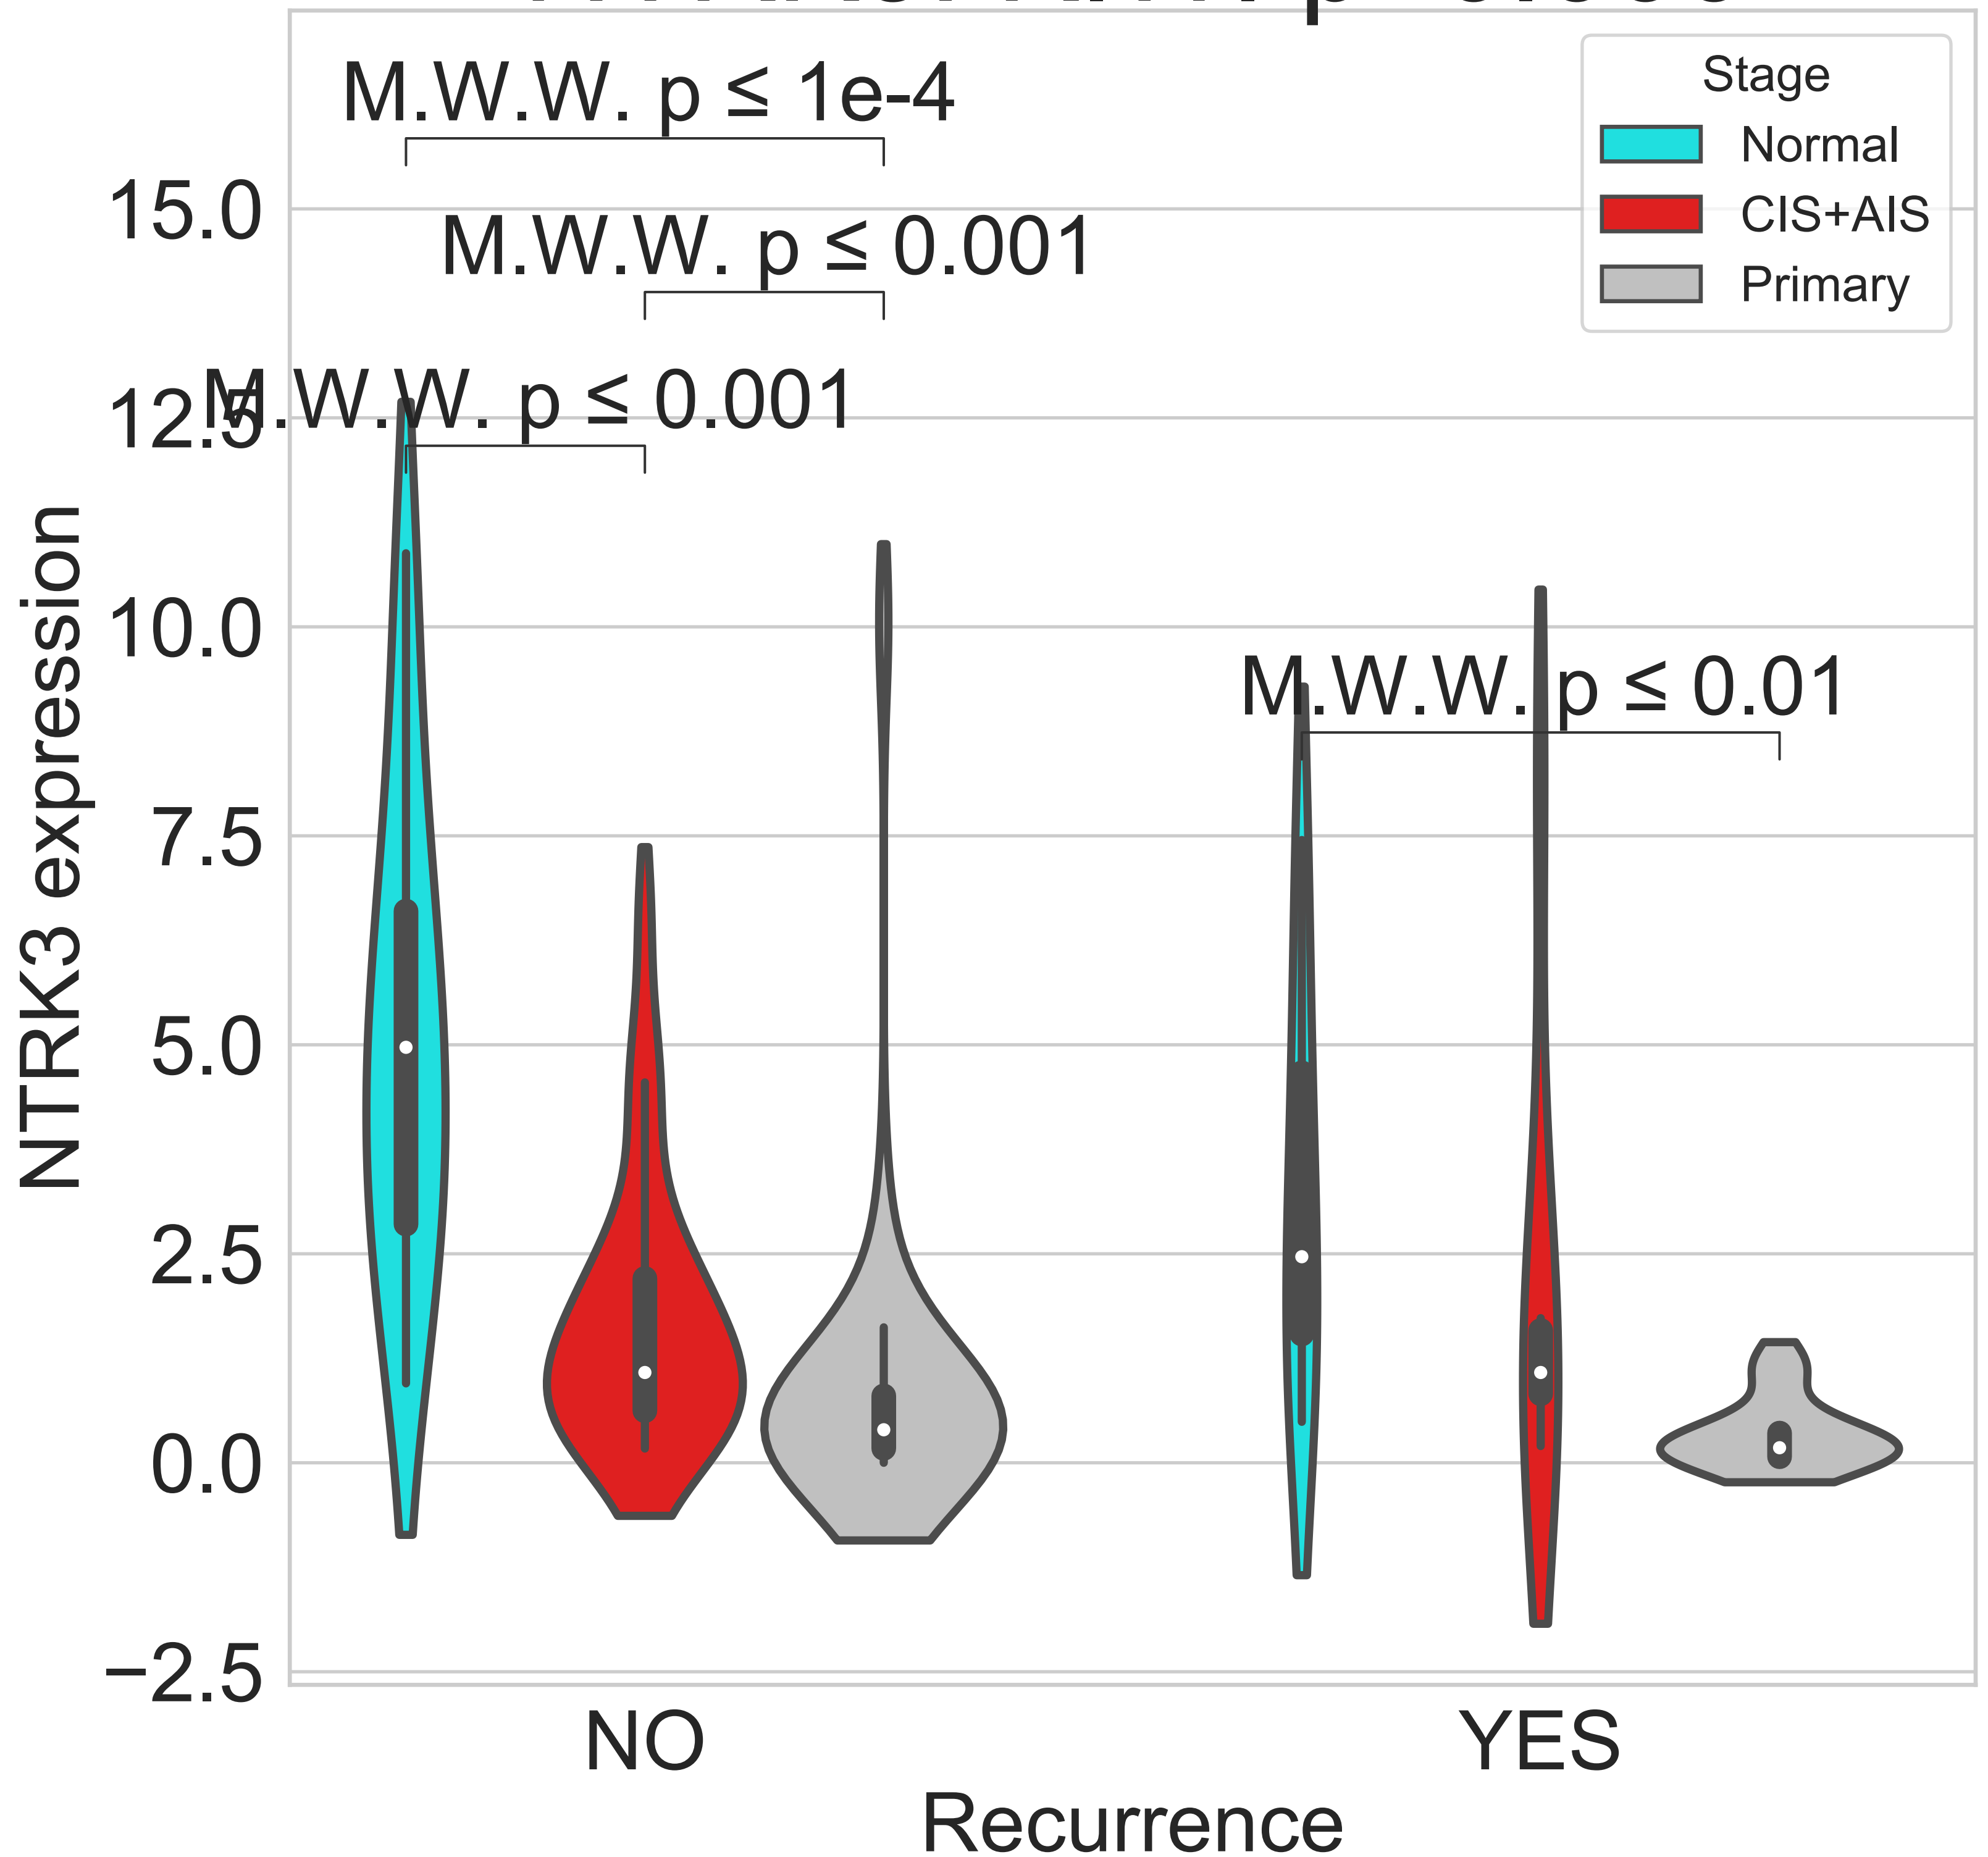 M.W.W. p ≤ 1e-4
M.W.W. p ≤ 0.001
M.W.W. p ≤ 0.001
M.W.W. p ≤ 0.01
Stage
Normal
CIS+AIS
Primary
NTRK3 expression
15.0
12.5
10.0
7.5
5.0
2.5
0.0
−2.5
NO
YES
Recurrence